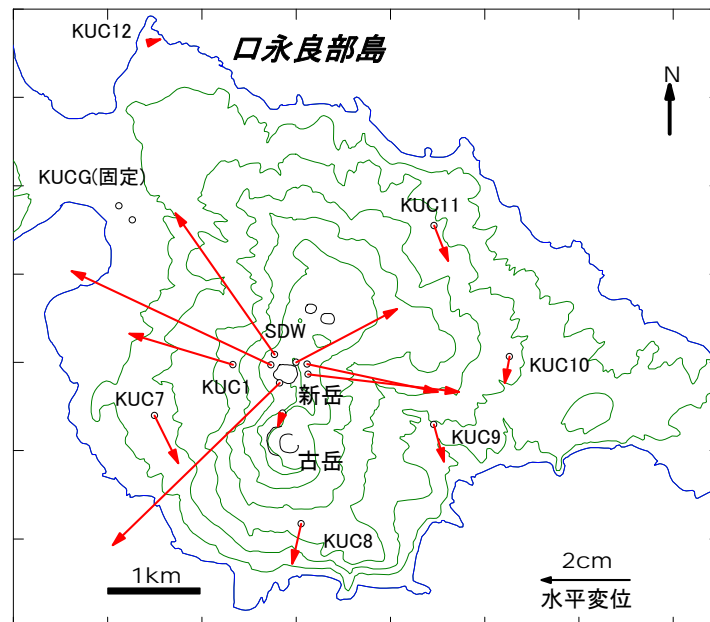 KUC12
口永良部島
N
KUCG(固定)
KUC11
SDW
KUC10
KUC1
新岳
KUC7
KUC9
古岳
KUC8
1km
2cm
水平変位